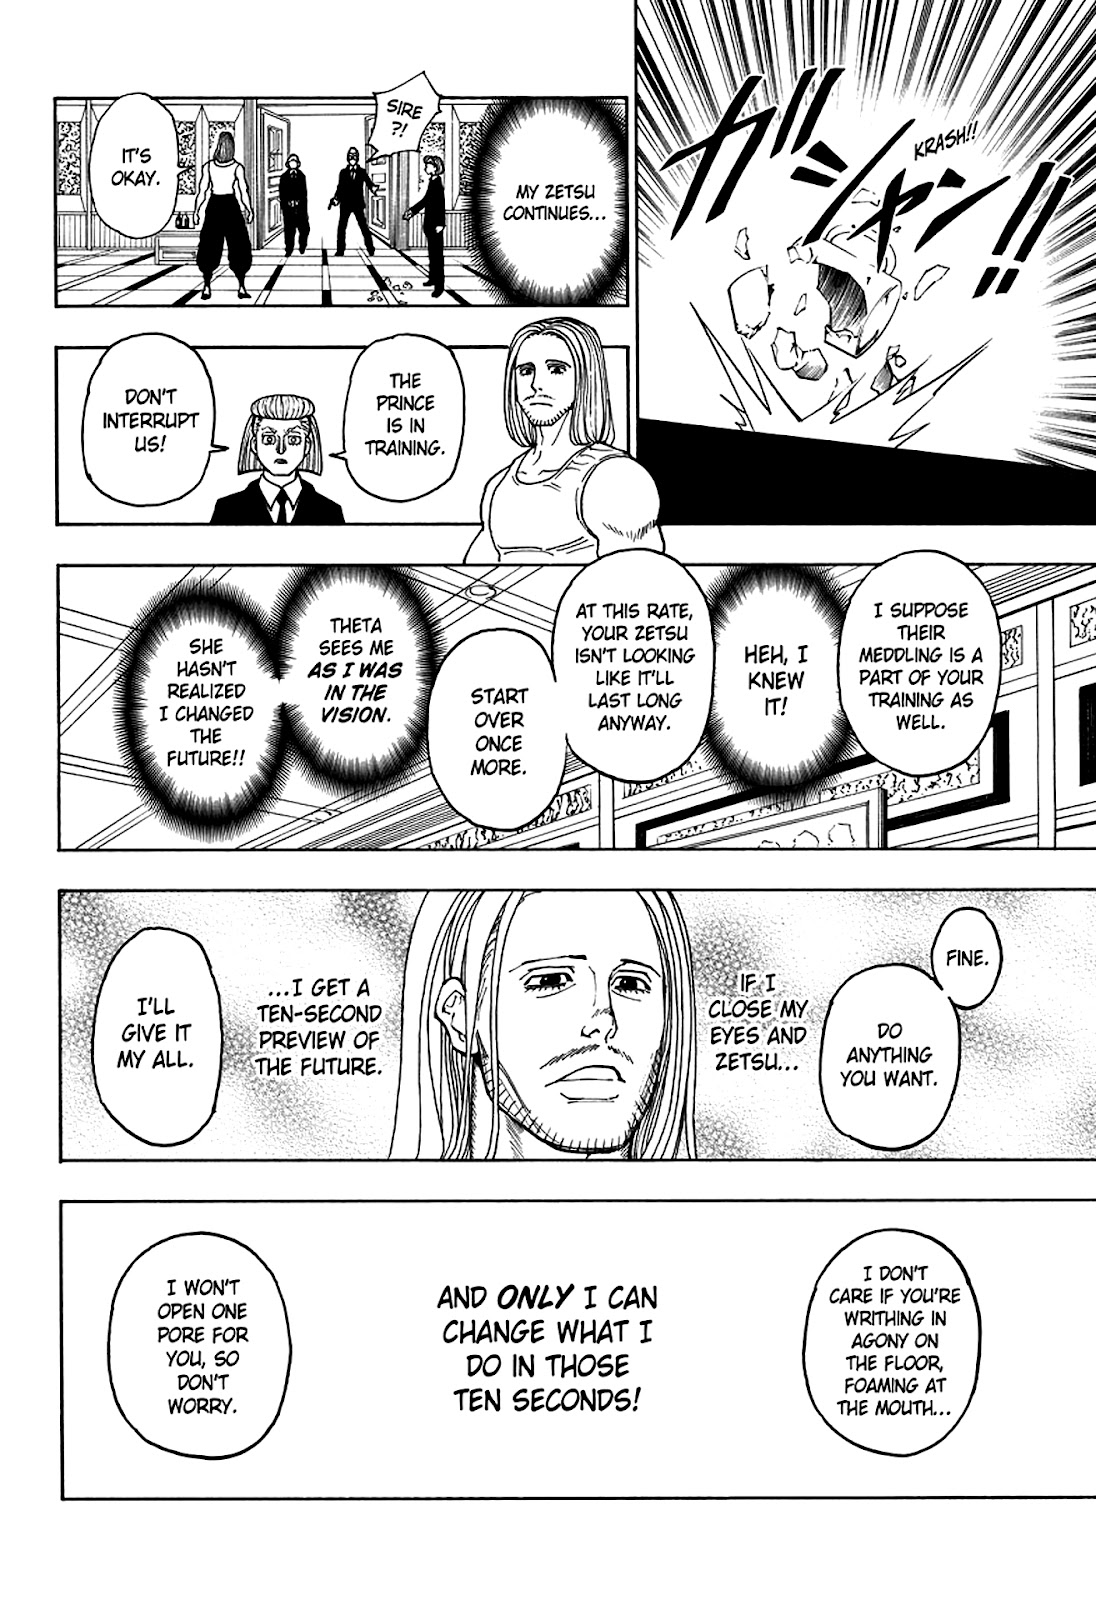 ガシャン!!
KRASH!!
MY ZETSU
CONTINUES...
SIRE
?!
IT'S
OKAY.
THE
PRINCE
IS IN
TRAINING.
DON'T
INTERRUPT
US!
I SUPPOSE
THEIR
MEDDLING IS A
PART OF YOUR
TRAINING AS
WELL.
HEH, I
KNEW
IT!
AT THIS RATE,
YOUR ZETSU
ISN'T LOOKING
LIKE IT'LL
LAST LONG
ANYWAY.
START
OVER
ONCE
MORE.
THETA
SEES ME
AS I WAS
IN THE
VISION.
SHE
HASN'T
REALIZED
I CHANGED
THE
FUTURE!!
FINE.
DO
ANYTHING
YOU WANT.
IF I
CLOSE MY
EYES AND
ZETSU...
...I GET A
TEN-SECOND
PREVIEW OF
THE FUTURE.
I'LL
GIVE IT
MY ALL.
I DON'T
CARE IF YOU'RE
WRITHING IN
AGONY ON
THE FLOOR,
FOAMING AT
THE MOUTH...
AND ONLY I CAN
CHANGE WHAT I
DO IN THOSE
TEN SECONDS!
I WON'T
OPEN ONE
PORE FOR
YOU, SO
DON'T
WORRY.